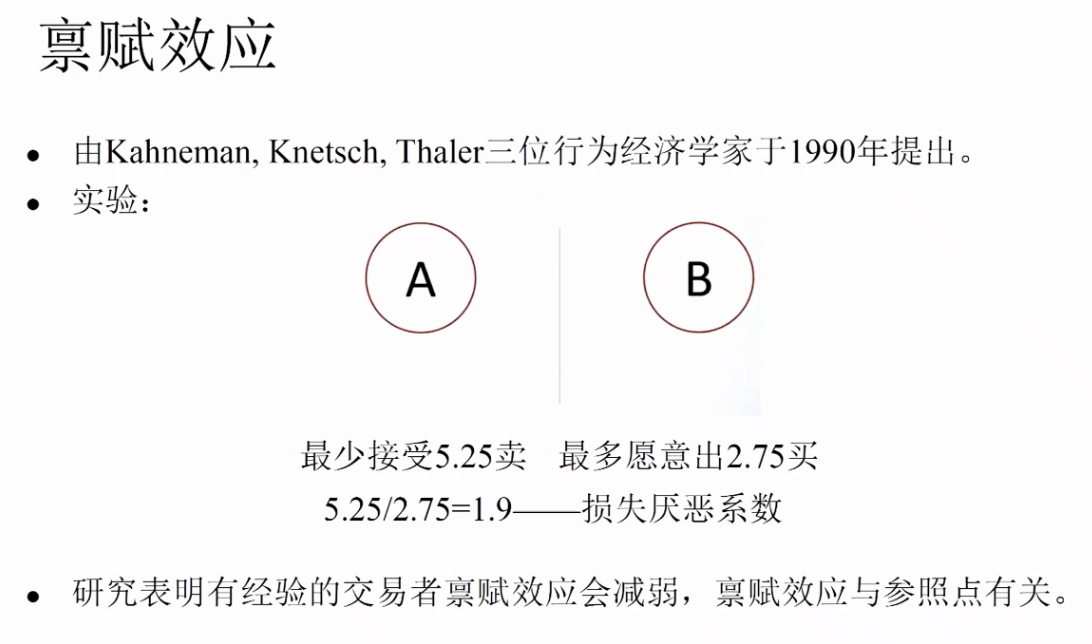 禀赋效应
• 由Kahneman, Knetsch, Thaler三位行为经济学家于1990年提出。
• 实验：
A B
最少接受5.25卖 最多愿意出2.75买
5.25/2.75=1.9——损失厌恶系数
• 研究表明有经验的交易者禀赋效应会减弱，禀赋效应与参照点有关。